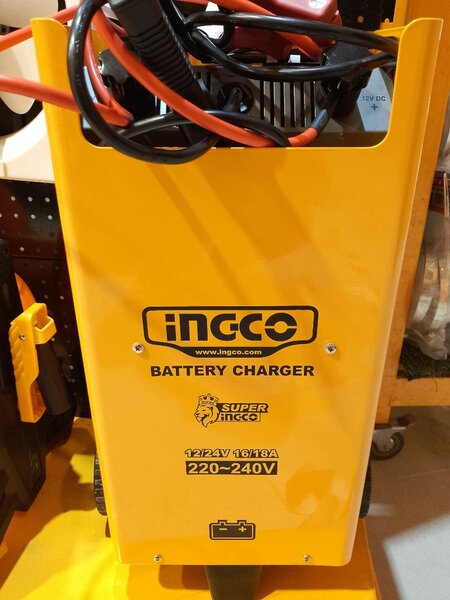 12V DC
+
INGCO
www.ingco.com
BATTERY CHARGER
SUPER
INGCO
12/24V 16/18A
220~240V
- +